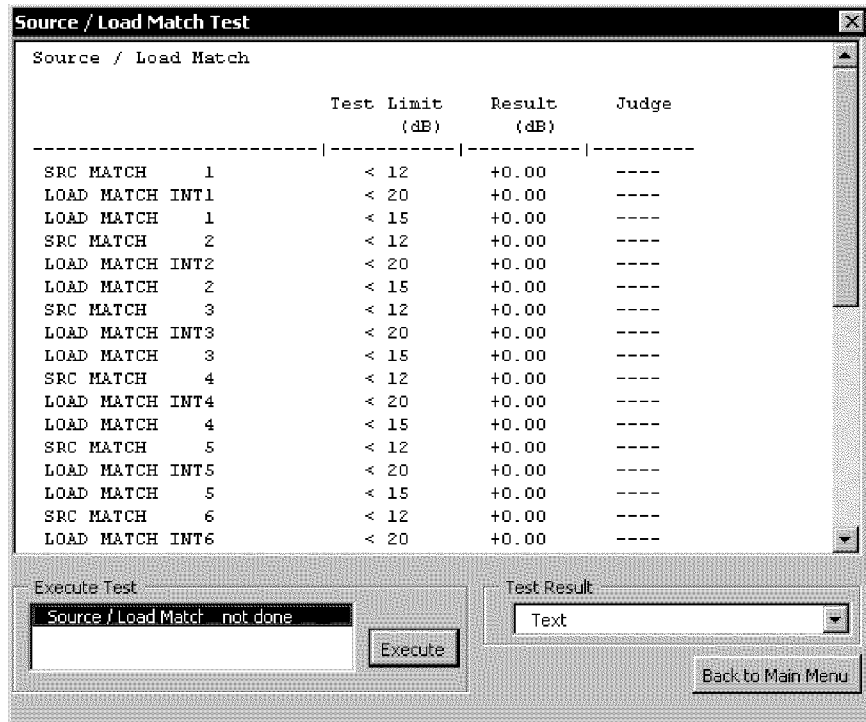 Source / Load Match Test
Source / Load Match
Test Limit Result Judge
(dB) (dB)
-------------------------|-----------|-----------|---------
SRC MATCH 1 < 12 +0.00 ----
LOAD MATCH INT1 < 20 +0.00 ----
LOAD MATCH 1 < 15 +0.00 ----
SRC MATCH 2 < 12 +0.00 ----
LOAD MATCH INT2 < 20 +0.00 ----
LOAD MATCH 2 < 15 +0.00 ----
SRC MATCH 3 < 12 +0.00 ----
LOAD MATCH INT3 < 20 +0.00 ----
LOAD MATCH 3 < 15 +0.00 ----
SRC MATCH 4 < 12 +0.00 ----
LOAD MATCH INT4 < 20 +0.00 ----
LOAD MATCH 4 < 15 +0.00 ----
SRC MATCH 5 < 12 +0.00 ----
LOAD MATCH INT5 < 20 +0.00 ----
LOAD MATCH 5 < 15 +0.00 ----
SRC MATCH 6 < 12 +0.00 ----
LOAD MATCH INT6 < 20 +0.00 ----
Execute Test
Source / Load Match not done
Execute
Test Result
Text
Back to Main Menu